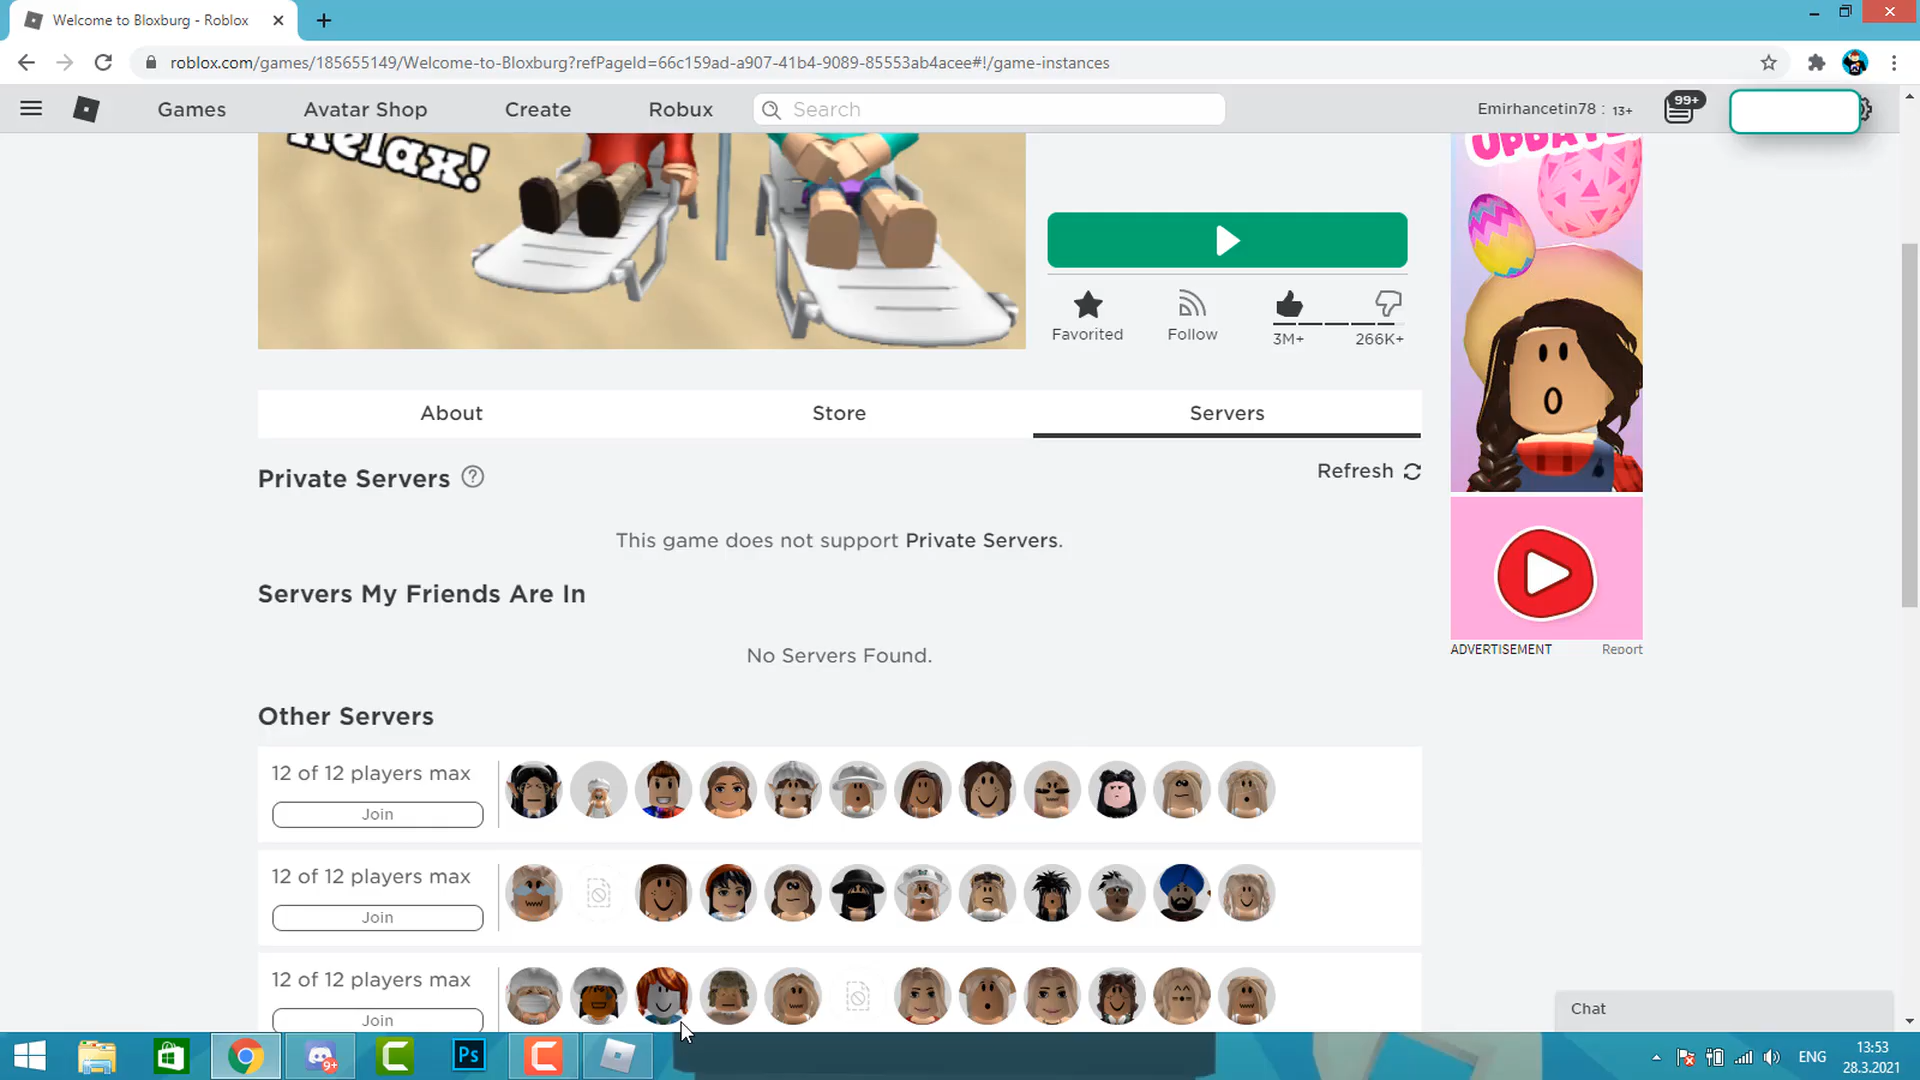 Welcome to Bloxburg - Roblox
roblox.com/games/185655149/Welcome-to-Bloxburg?refPageId=66c159ad-a907-41b4-9089-85553ab4acee#!/game-instances
Games
Avatar Shop
Create
Robux
Search
Emirhancetin78 : 13+
99+
Relax!
UPDATE
Favorited
Follow
3M+
266K+
About
Store
Servers
Private Servers ?
Refresh
This game does not support Private Servers.
Servers My Friends Are In
No Servers Found.
ADVERTISEMENT
Report
Other Servers
12 of 12 players max
Join
12 of 12 players max
Join
12 of 12 players max
Join
Chat
9+
Ps
ENG
13:53
28.3.2021